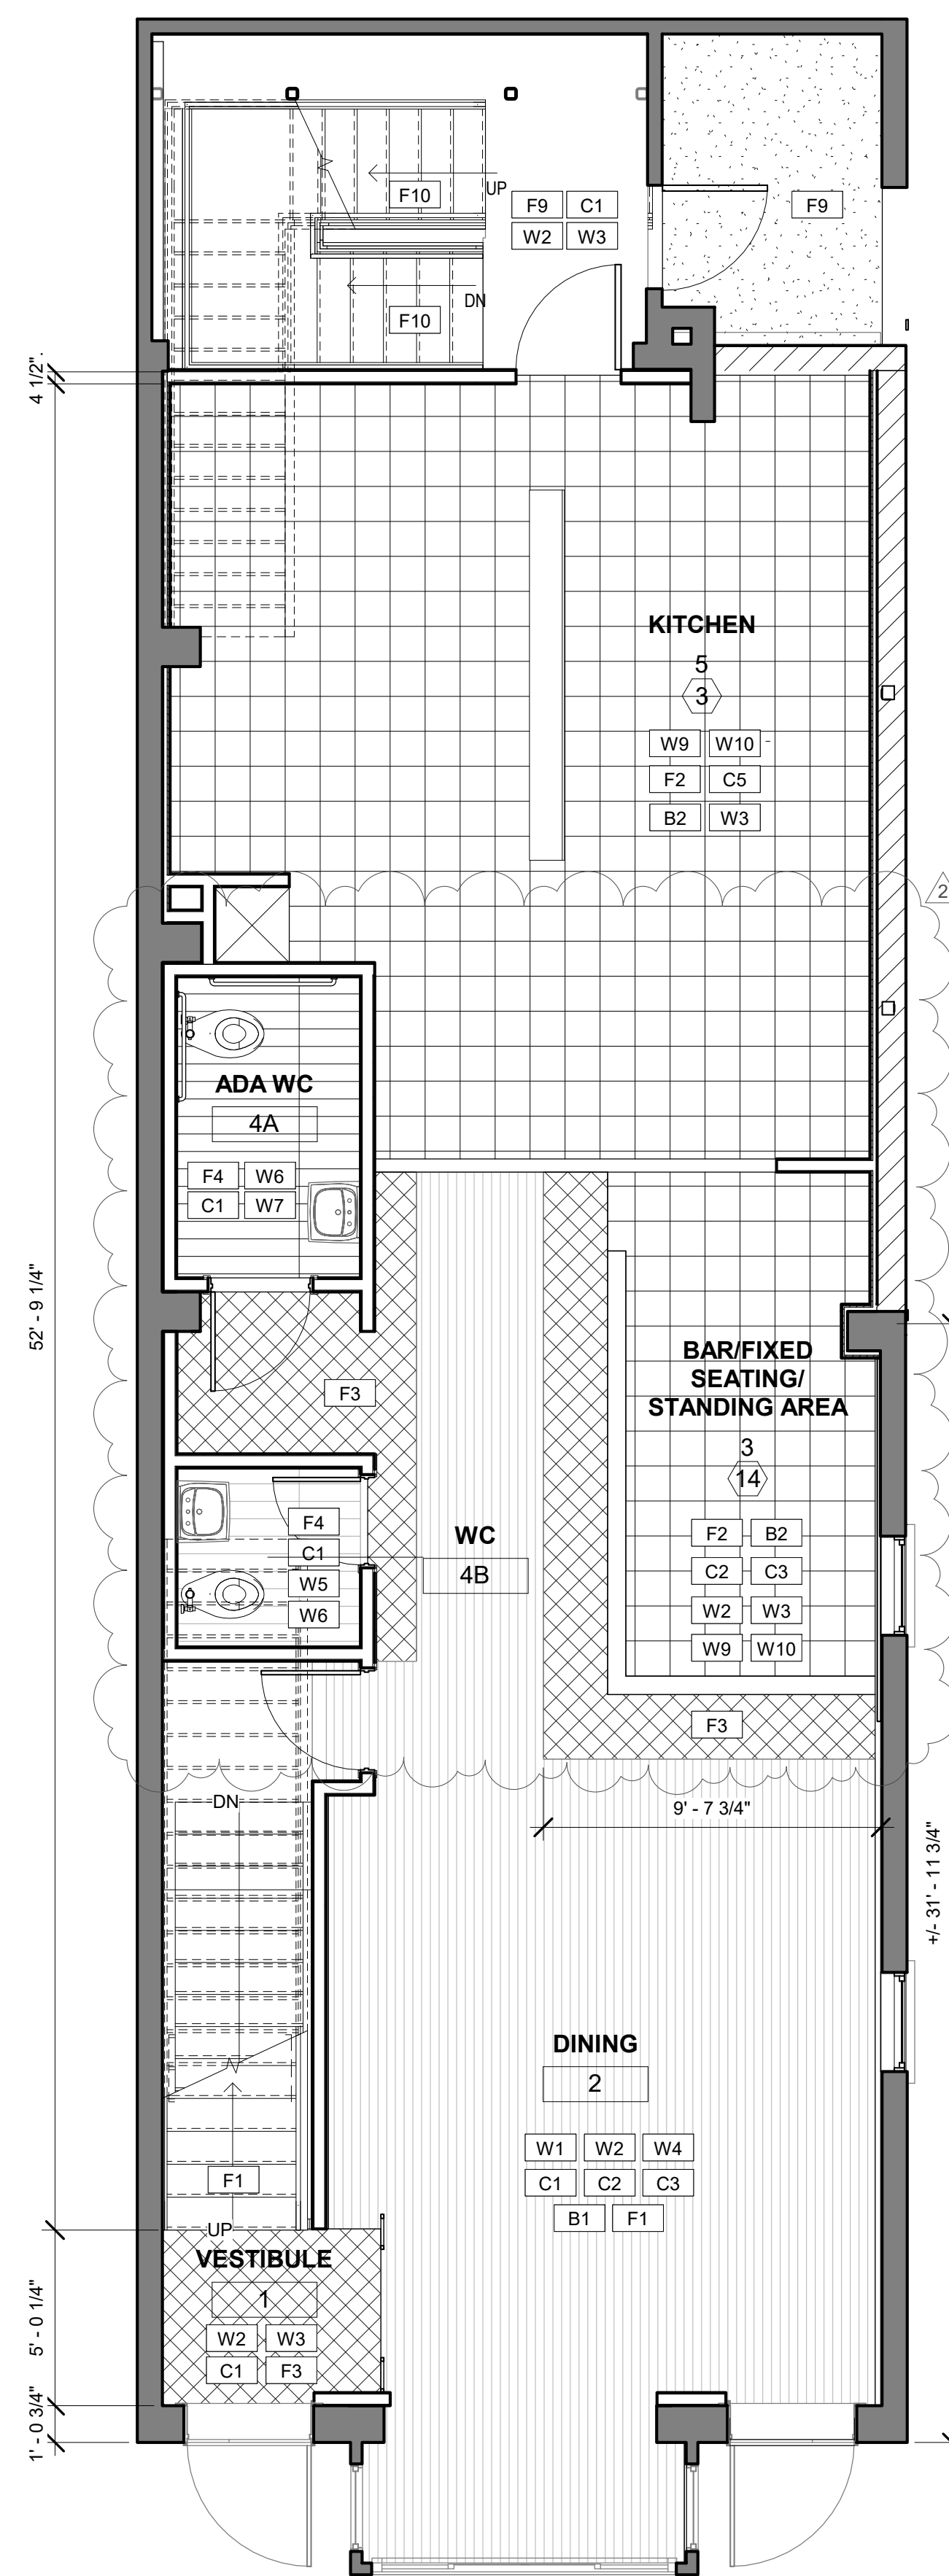 UP
F10
F9 C1
W2 W3
F9
DN
F10
4 1/2".
KITCHEN
5
3
W9 W10
F2 C5
B2 W3
2
ADA WC
4A
F4 W6
C1 W7
52' - 9 1/4"
F3
BAR/FIXED
SEATING/
STANDING AREA
3
14
F2 B2
C2 C3
W2 W3
W9 W10
F4
C1
W5
W6
WC
4B
F3
DN
9' - 7 3/4"
+/- 31' - 11 3/4"
DINING
2
W1 W2 W4
C1 C2 C3
B1 F1
F1
UP
VESTIBULE
1
W2 W3
C1 F3
5' - 0 1/4"
1' - 0 3/4"